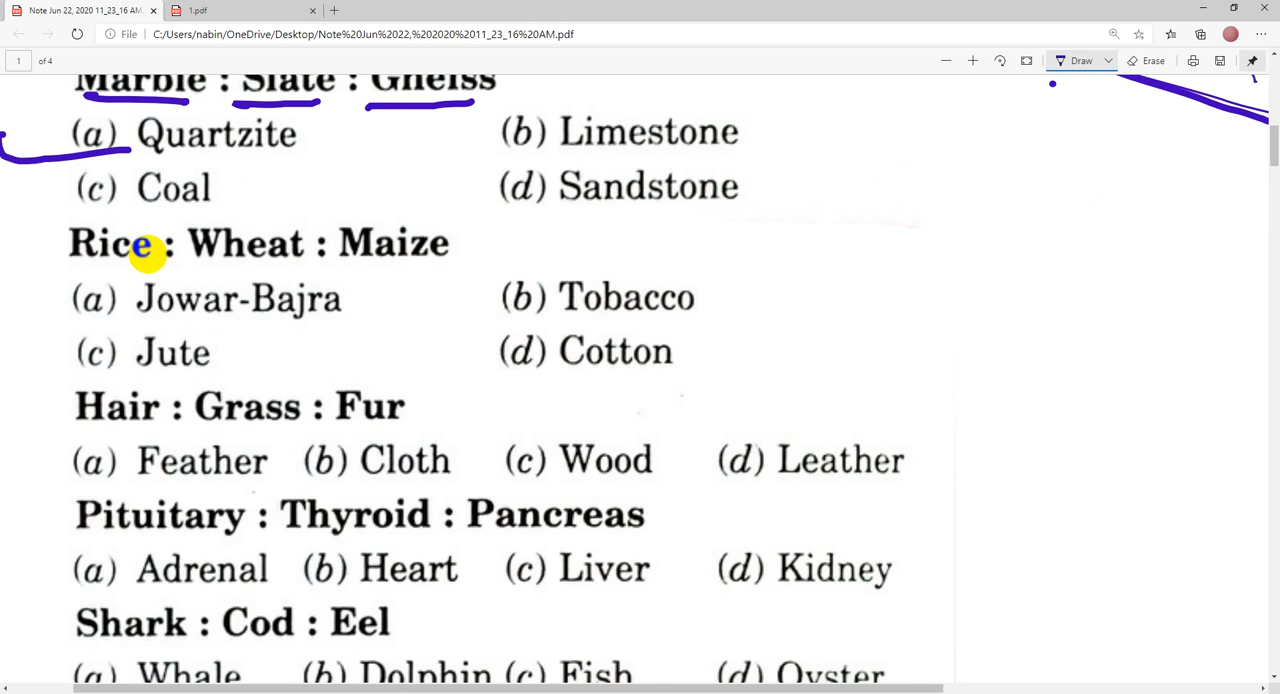 Note Jun 22, 2020 11_23_16 AM.
1.pdf
File
C:/Users/nabin/OneDrive/Desktop/Note%20Jun%2022,%202020%2011_23_16%20AM.pdf
1 of 4
Draw
Erase
Marble : Slate : Gneiss
(a) Quartzite (b) Limestone
(c) Coal (d) Sandstone
Rice : Wheat : Maize
(a) Jowar-Bajra (b) Tobacco
(c) Jute (d) Cotton
Hair : Grass : Fur
(a) Feather (b) Cloth (c) Wood (d) Leather
Pituitary : Thyroid : Pancreas
(a) Adrenal (b) Heart (c) Liver (d) Kidney
Shark : Cod : Eel
(a) Whale (b) Dolphin (c) Fish (d) Oyster